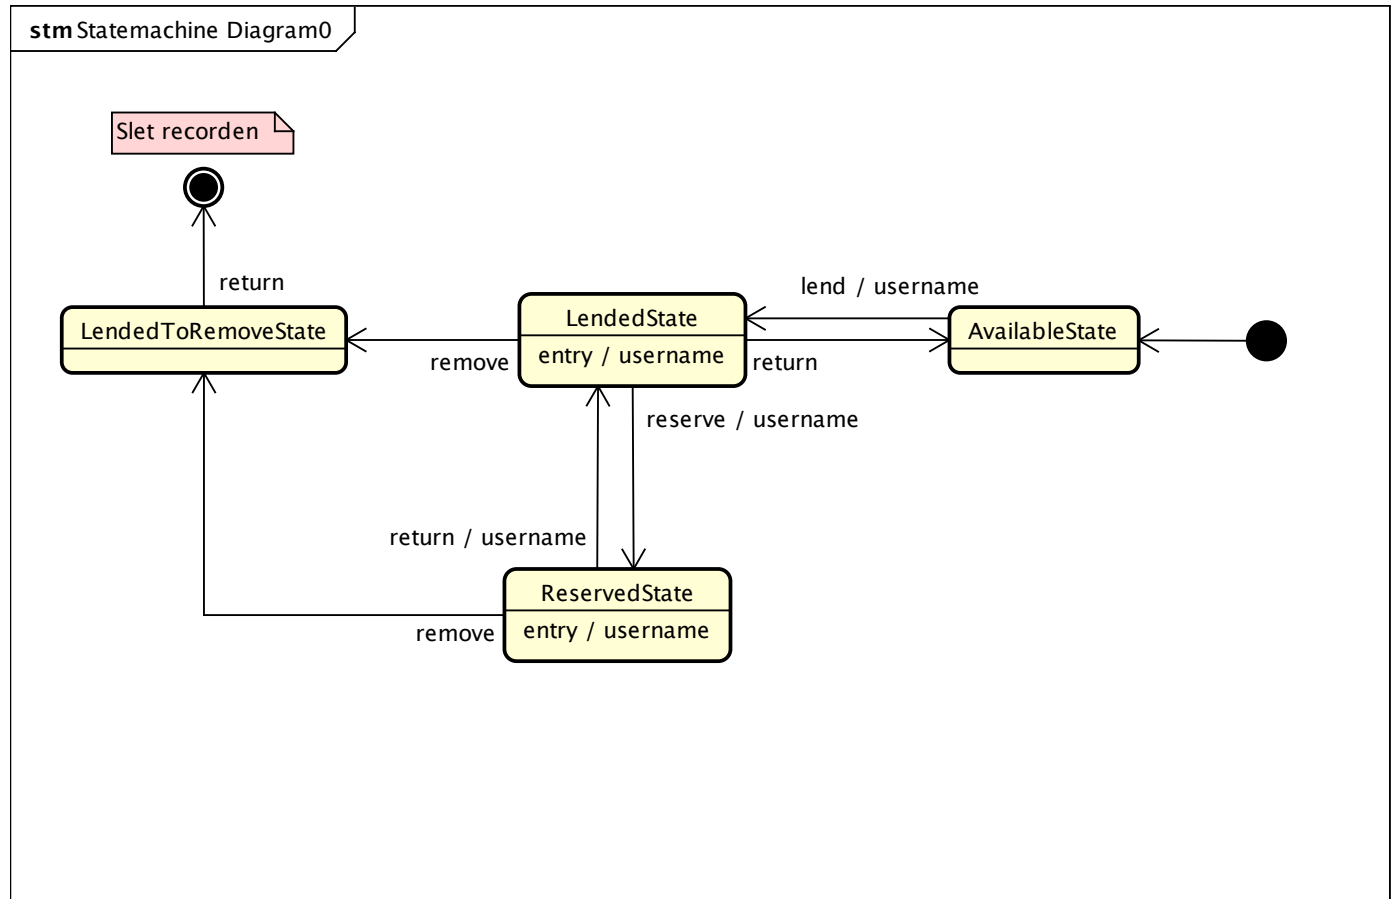 stm Statemachine Diagram0
Slet recorden
return
lend / username
LendedToRemoveState
LendedState
entry / username
AvailableState
remove
return
reserve / username
return / username
ReservedState
entry / username
remove